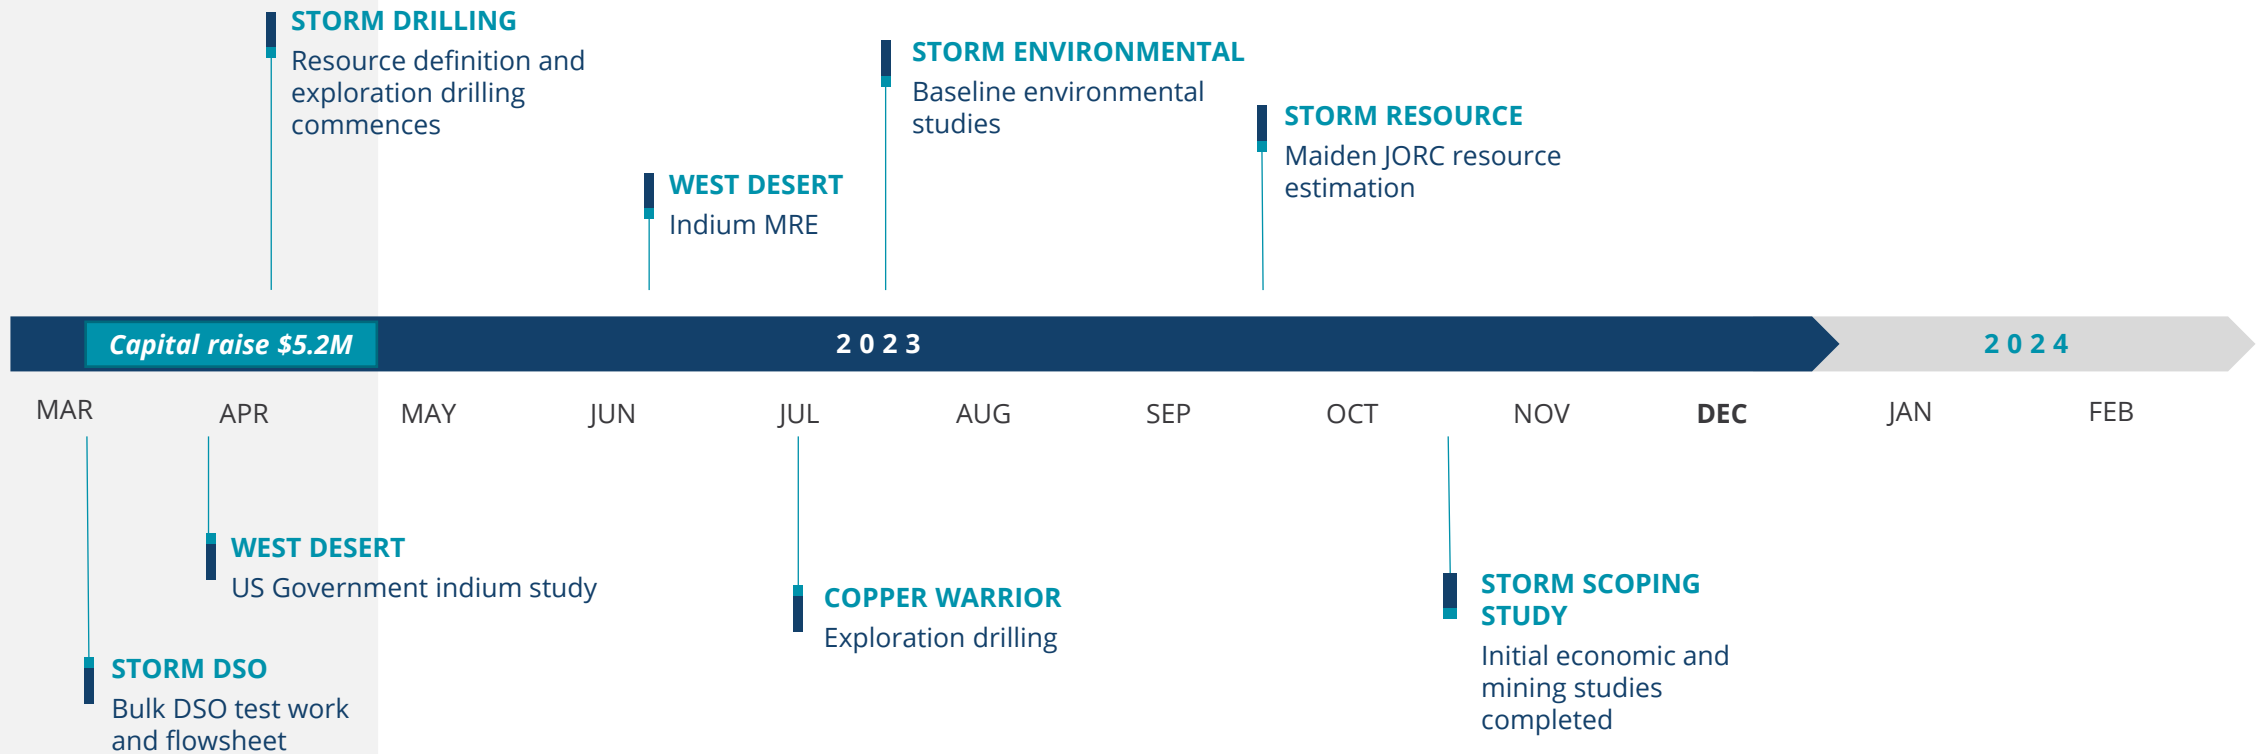 STORM DRILLING
Resource definition and
exploration drilling
commences
STORM ENVIRONMENTAL
Baseline environmental
studies
STORM RESOURCE
Maiden JORC resource
estimation
WEST DESERT
Indium MRE
Capital raise $5.2M
2023
2024
MAR
APR
MAY
JUN
JUL
AUG
SEP
OCT
NOV
DEC
JAN
FEB
WEST DESERT
US Government indium study
STORM DSO
Bulk DSO test work
and flowsheet
COPPER WARRIOR
Exploration drilling
STORM SCOPING
STUDY
Initial economic and
mining studies
completed